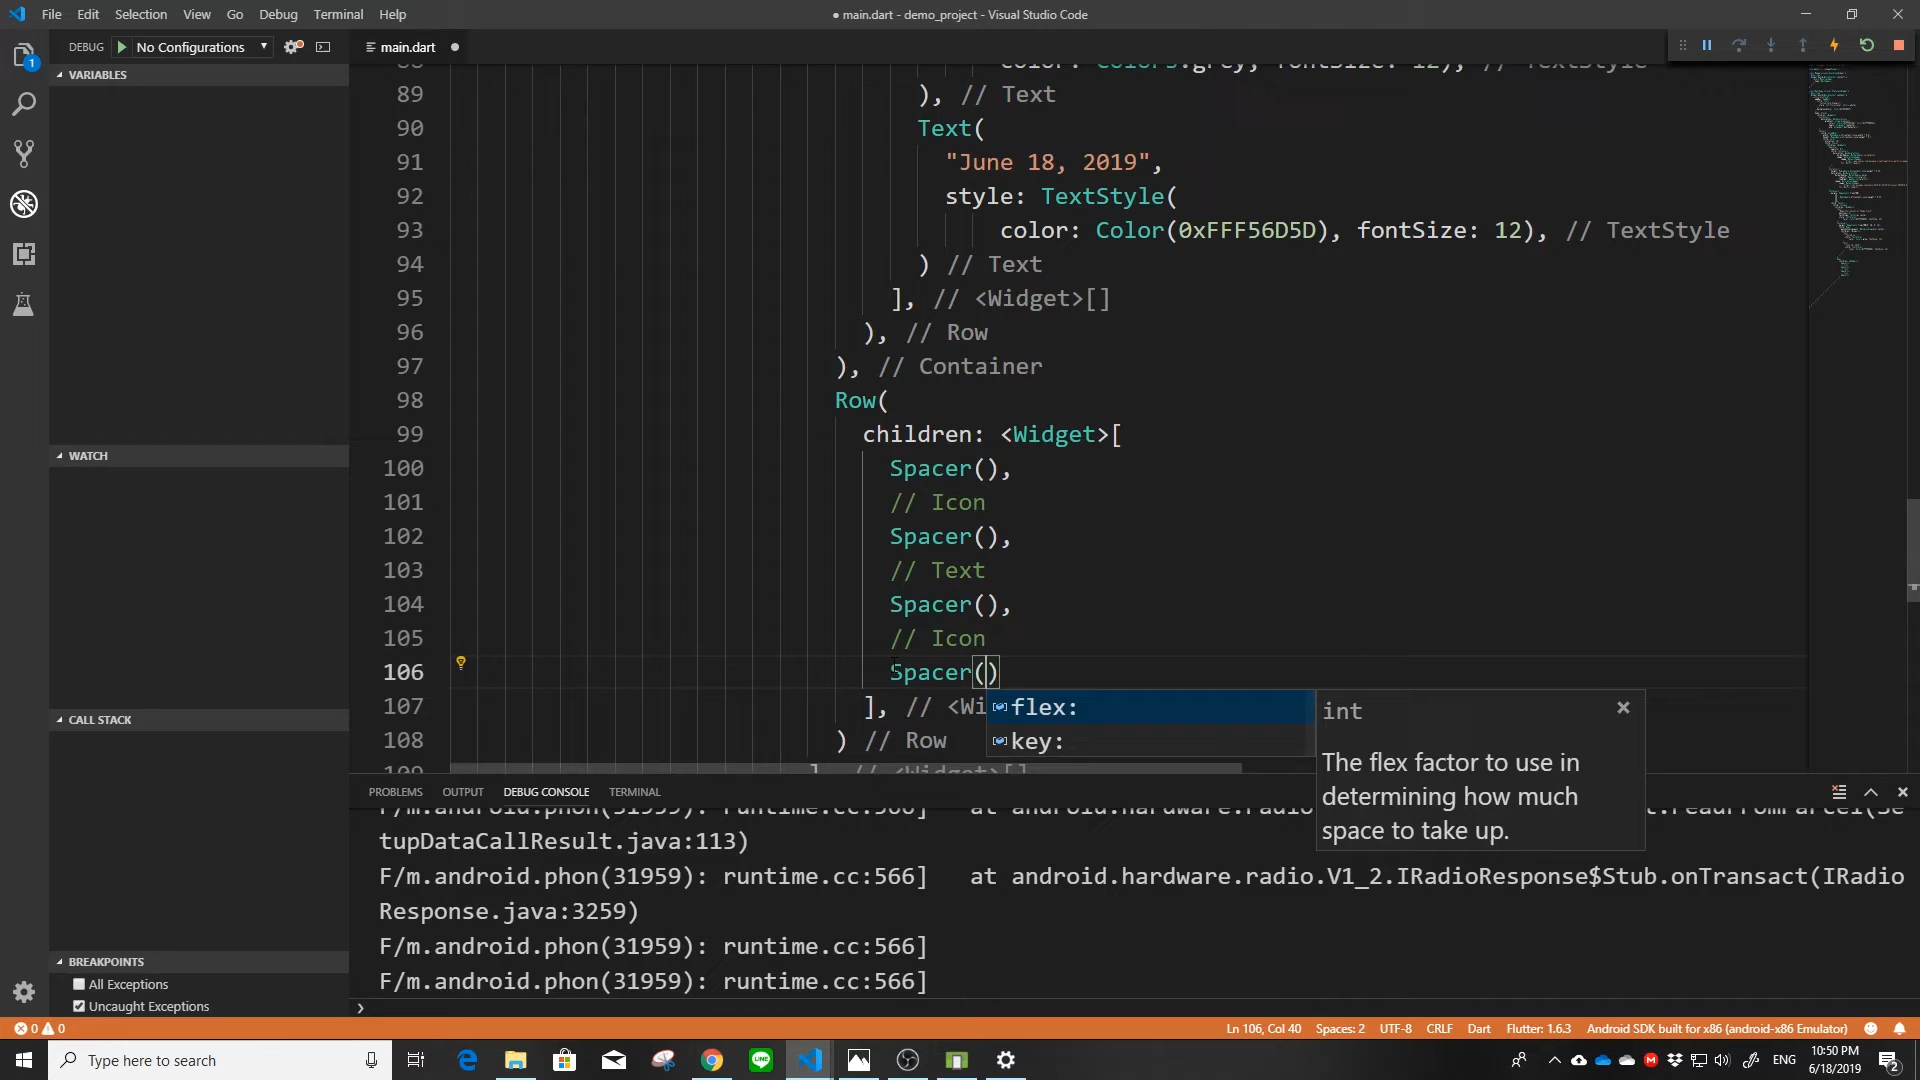 File Edit Selection View Go Debug Terminal Help
● main.dart - demo_project - Visual Studio Code
DEBUG No Configurations
main.dart
VARIABLES
WATCH
CALL STACK
BREAKPOINTS
All Exceptions
Uncaught Exceptions
89 ), // Text
90 Text(
91 "June 18, 2019",
92 style: TextStyle(
93 color: Color(0xFFF56D5D), fontSize: 12), // TextStyle
94 ) // Text
95 ], // <Widget>[]
96 ), // Row
97 ), // Container
98 Row(
99 children: <Widget>[
100 Spacer(),
101 // Icon
102 Spacer(),
103 // Text
104 Spacer(),
105 // Icon
106 Spacer()
107 ], // <Wi
108 ) // Row
flex:
key:
int
The flex factor to use in
determining how much
space to take up.
PROBLEMS OUTPUT DEBUG CONSOLE TERMINAL
tupDataCallResult.java:113)
F/m.android.phon(31959): runtime.cc:566] at android.hardware.radio.V1_2.IRadioResponse$Stub.onTransact(IRadio
Response.java:3259)
F/m.android.phon(31959): runtime.cc:566]
F/m.android.phon(31959): runtime.cc:566]
0 0 Ln 106, Col 40 Spaces: 2 UTF-8 CRLF Dart Flutter: 1.6.3 Android SDK built for x86 (android-x86 Emulator)
Type here to search
ENG
10:50 PM
6/18/2019
2
1